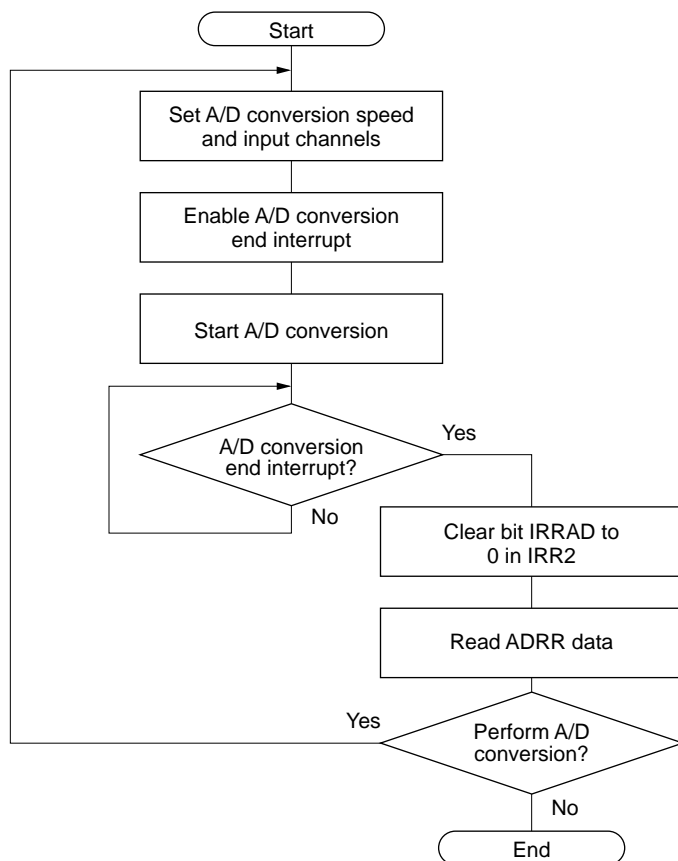 Start
Set A/D conversion speed
and input channels
Enable A/D conversion
end interrupt
Start A/D conversion
A/D conversion
end interrupt?
Yes
No
Clear bit IRRAD to
0 in IRR2
Read ADRR data
Perform A/D
conversion?
Yes
No
End